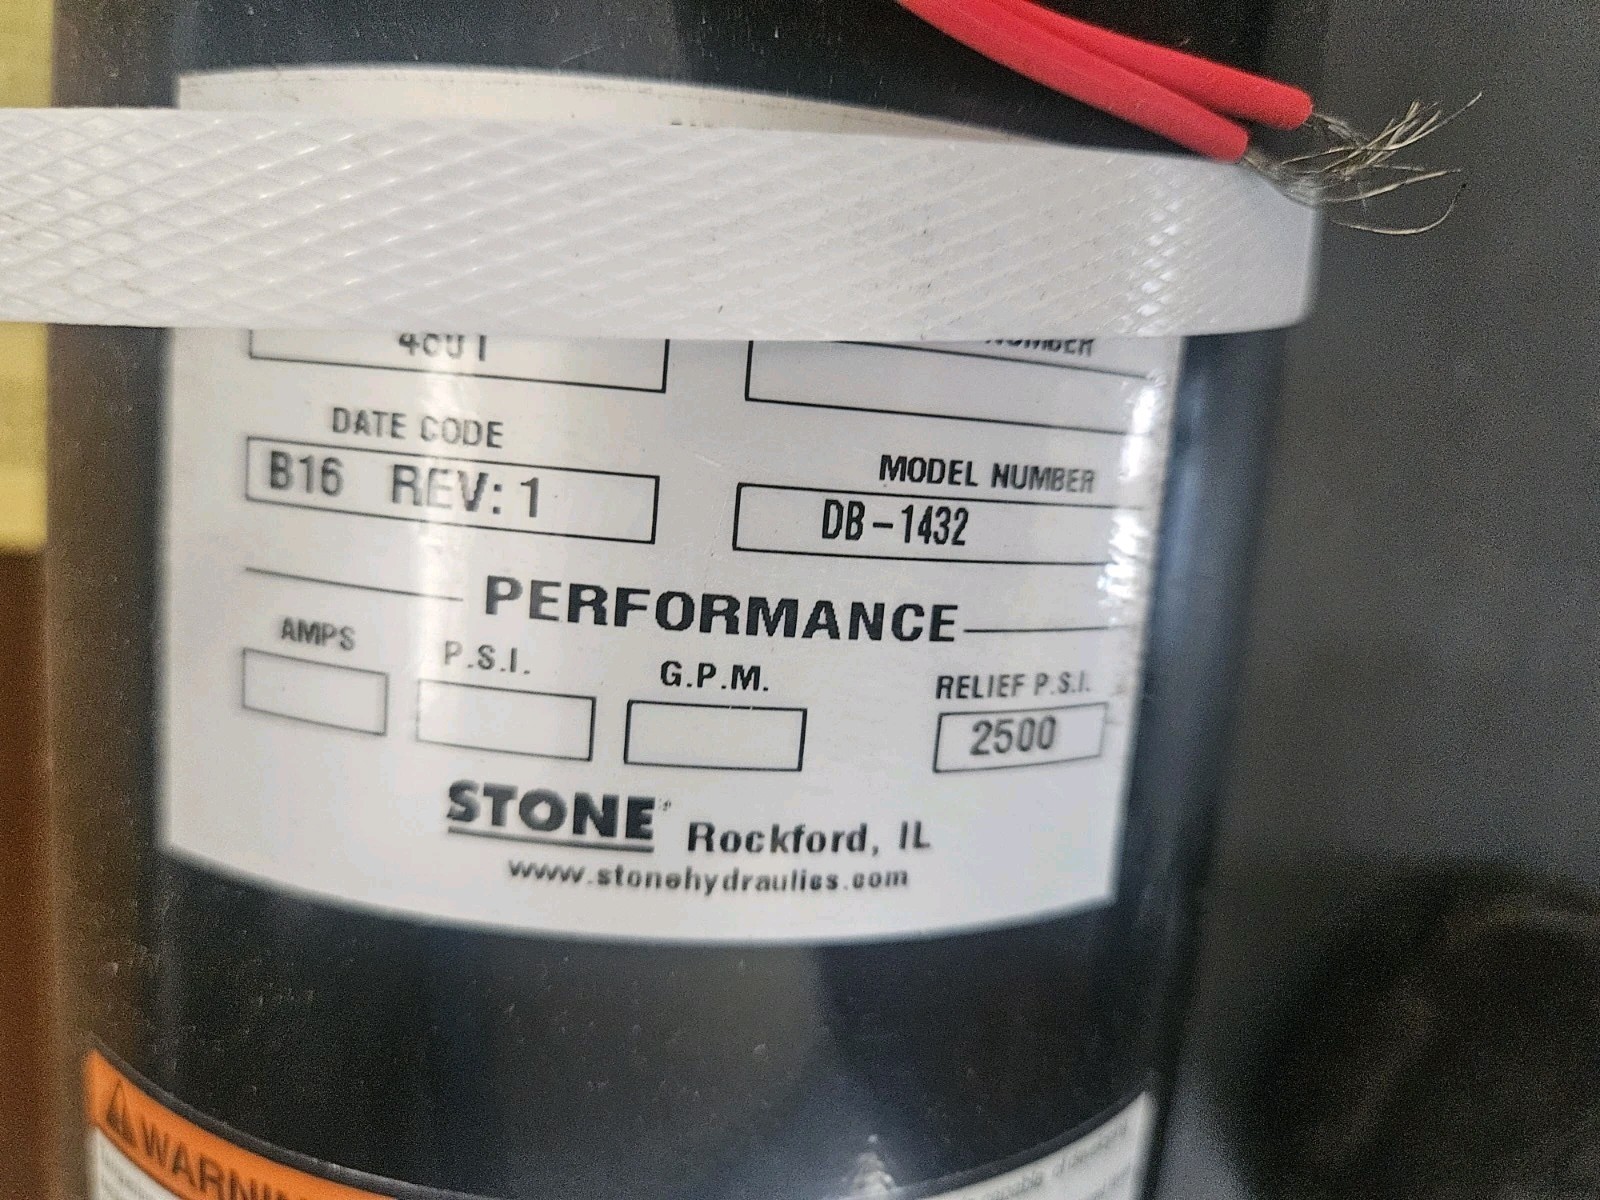 NUMBER
DATE CODE
B16 REV: 1
MODEL NUMBER
DB-1432
PERFORMANCE
AMPS
P.S.I.
G.P.M.
RELIEF P.S.I.
2500
STONE® Rockford, IL
www.stonehydraulics.com
WARNING